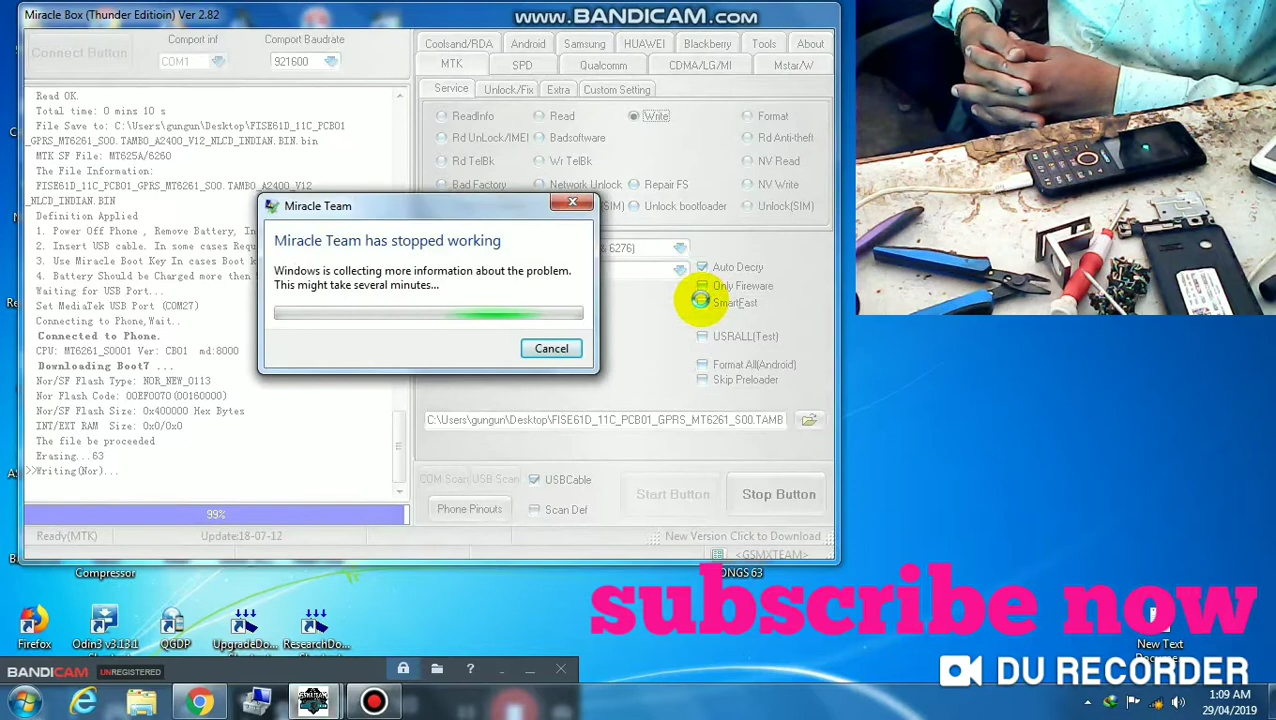 Miracle Box (Thunder Editioin) Ver 2.82
www.BANDICAM.com
Connect Button
Comport inf
Comport Baudrate
COM1
921600
Coolsand/RDA
Android
Samsung
HUAWEI
Blackberry
Tools
About
MTK
SPD
Qualcomm
CDMA/LG/MI
Mstar/W
Service
Unlock/Fix
Extra
Custom Setting
ReadInfo
Read
Write
Format
Rd UnLock/IMEI
Badsoftware
Rd Anti-theft
Rd TelBk
Wr TelBk
NV Read
Bad Factory
Network Unlock
Repair FS
NV Write
(SIM)
Unlock bootloader
Unlock(SIM)
Read OK.
Total time: 0 mins 10 s
File Save to: C:\Users\gungun\Desktop\FISE61D_11C_PCB01
_GPRS_MT6261_S00.TAMBO_A2400_V12_NLCD_INDIAN.BIN.bin
MTK SF File: MT625A/6260
The File Information:
FISE61D_11C_PCB01_GPRS_MT6261_S00.TAMBO_A2400_V12
_NLCD_INDIAN.BIN
Definition Applied
1. Power Off Phone , Remove Battery, In
2. Insert USB cable. In some cases Requ
3. Use Miracle Boot Key In cases Boot k
4. Battery Should be Charged more then
Waiting for USB Port...
Set MediaTek USB Port (COM27)
Connecting to Phone,Wait..
Connected to Phone.
CPU: MT6261_S0001 Ver: CB01 md:8000
Downloading Boot7 ...
Nor/SF Flash Type: NOR_NEW_0113
Nor Flash Code: 00EF0070(00160000)
Nor/SF Flash Size: 0x400000 Hex Bytes
INT/EXT RAM Size: 0x0/0x0
The file be proceeded
Erasing...63
>>Writing(Nor)...
Miracle Team
Miracle Team has stopped working
Windows is collecting more information about the problem.
This might take several minutes...
Cancel
& 6276)
Auto Decry
Only Fireware
SmartFast
USRALL(Test)
Format All(Android)
Skip Preloader
C:\Users\gungun\Desktop\FISE61D_11C_PCB01_GPRS_MT6261_S00.TAMB
COM Scan
USB Scan
USBCable
Start Button
Stop Button
Phone Pinouts
Scan Def
99%
Ready(MTK)
Update:18-07-12
New Version Click to Download
<GSMXTEAM>
Compressor
ONGS 63
subscribe now
Firefox
Odin3 v3.13.1
QGDP
UpgradeDo...
ResearchDo...
New Text
BANDICAM UNREGISTERED
DU RECORDER
1:09 AM
29/04/2019